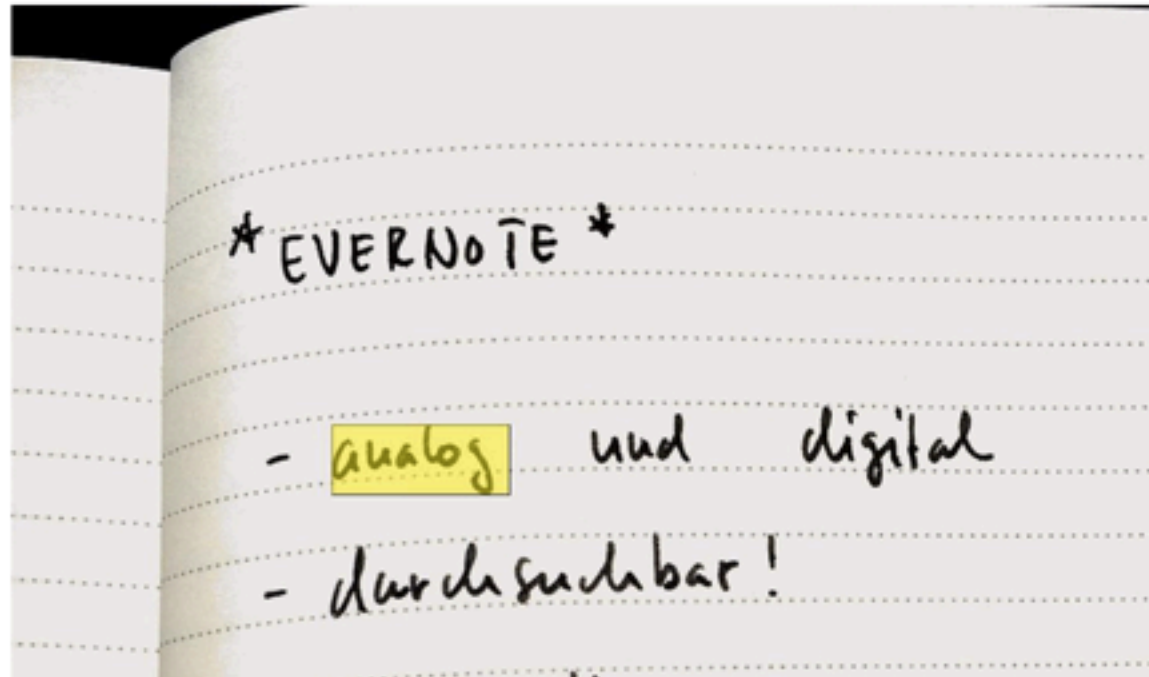 * EVERNOTE *
- analog und digital
- durchsuchbar!